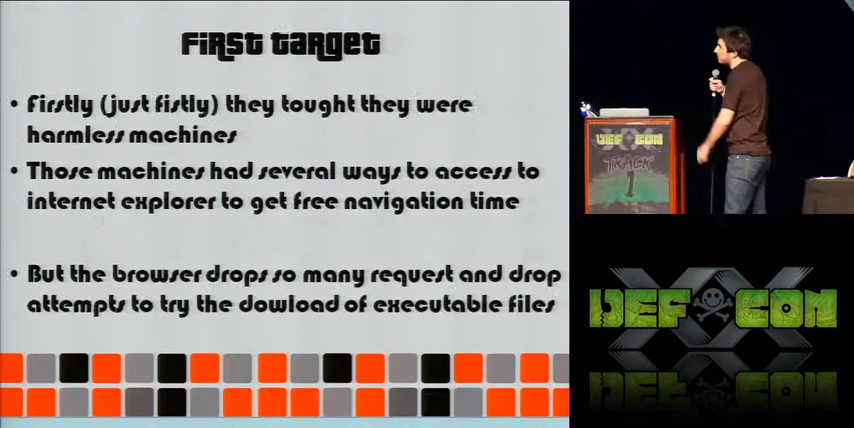 First target
• Firstly (just fistly) they tought they were
harmless machines
• Those machines had several ways to access to
internet explorer to get free navigation time
• But the browser drops so many request and drop
attempts to try the dowload of executable files
DEF CON
XX
TRACK
1
XX
DEF CON